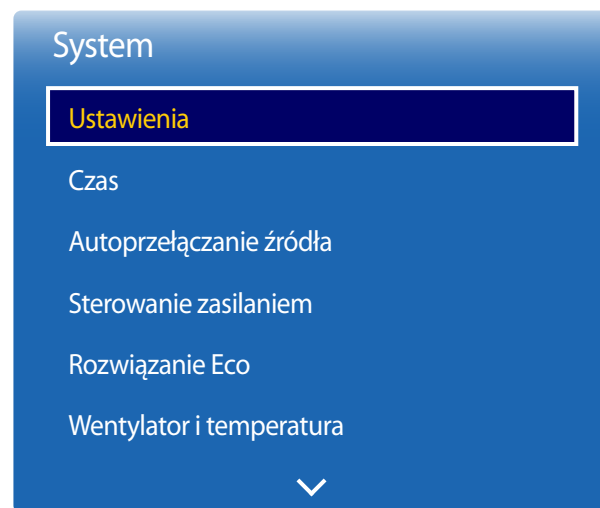 System
Ustawienia
Czas
Autoprzełączanie źródła
Sterowanie zasilaniem
Rozwiązanie Eco
Wentylator i temperatura